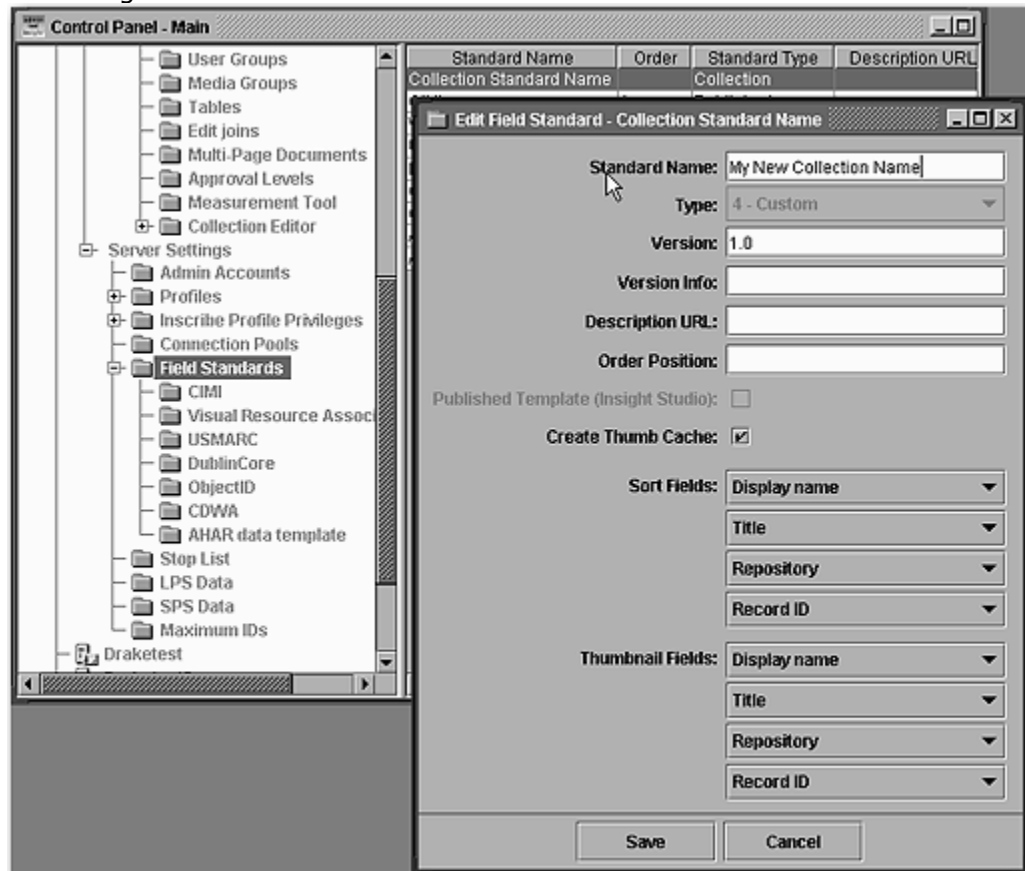 Control Panel - Main
User Groups
Media Groups
Tables
Edit joins
Multi-Page Documents
Approval Levels
Measurement Tool
Collection Editor
Server Settings
Admin Accounts
Profiles
Inscribe Profile Privileges
Connection Pools
Field Standards
CIMI
Visual Resource Associ
USMARC
DublinCore
ObjectID
CDWA
AHAR data template
Stop List
LPS Data
SPS Data
Maximum IDs
Draketest
Standard Name Order Standard Type Description URL
Collection Standard Name Collection
Edit Field Standard - Collection Standard Name
Standard Name: My New Collection Name
Type: 4 - Custom
Version: 1.0
Version Info:
Description URL:
Order Position:
Published Template (Insight Studio):
Create Thumb Cache:
Sort Fields: Display name
Title
Repository
Record ID
Thumbnail Fields: Display name
Title
Repository
Record ID
Save Cancel